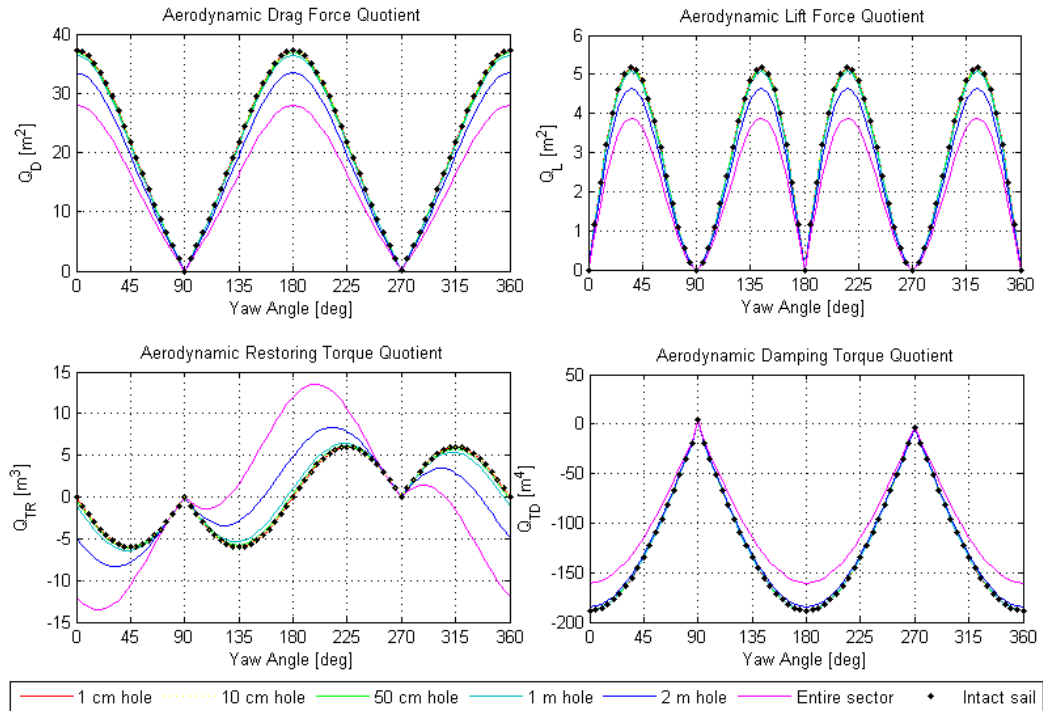 Aerodynamic Drag Force Quotient
40
30
20
10
0
Q_D [m²]
0 45 90 135 180 225 270 315 360
Yaw Angle [deg]
Aerodynamic Lift Force Quotient
6
5
4
3
2
1
0
Q_L [m²]
0 45 90 135 180 225 270 315 360
Yaw Angle [deg]
Aerodynamic Restoring Torque Quotient
15
10
5
0
-5
-10
-15
Q_TR [m³]
0 45 90 135 180 225 270 315 360
Yaw Angle [deg]
Aerodynamic Damping Torque Quotient
50
0
-50
-100
-150
-200
Q_TD [m⁴]
0 45 90 135 180 225 270 315 360
Yaw Angle [deg]
1 cm hole 10 cm hole 50 cm hole 1 m hole 2 m hole Entire sector Intact sail